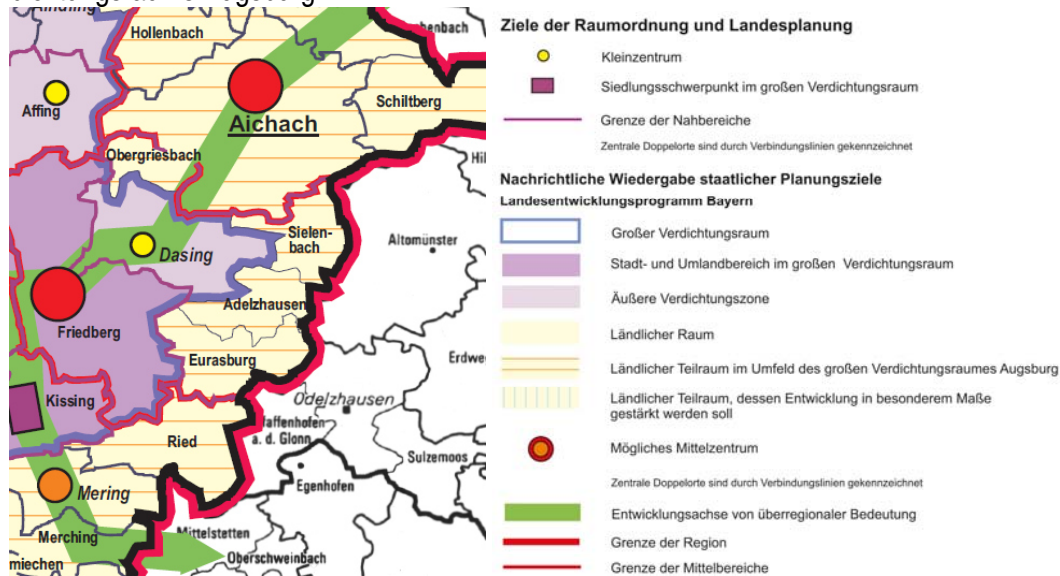 Hollenbach
Affing
Aichach
Schiltberg
Obergriesbach
Dasing
Sielen-
bach
Altomünster
Adelzhausen
Friedberg
Eurasburg
Kissing
Odelzhausen
Ried
a. d. Glonn
Sulzemoos
Egenhofen
Mering
Merching
Mittelstetten
Oberschweinbach
Ziele der Raumordnung und Landesplanung
Kleinzentrum
Siedlungsschwerpunkt im großen Verdichtungsraum
Grenze der Nahbereiche
Zentrale Doppelorte sind durch Verbindungslinien gekennzeichnet
Nachrichtliche Wiedergabe staatlicher Planungsziele
Landesentwicklungsprogramm Bayern
Großer Verdichtungsraum
Stadt- und Umlandbereich im großen Verdichtungsraum
Äußere Verdichtungszone
Ländlicher Raum
Ländlicher Teilraum im Umfeld des großen Verdichtungsraumes Augsburg
Ländlicher Teilraum, dessen Entwicklung in besonderem Maße
gestärkt werden soll
Mögliches Mittelzentrum
Zentrale Doppelorte sind durch Verbindungslinien gekennzeichnet
Entwicklungsachse von überregionaler Bedeutung
Grenze der Region
Grenze der Mittelbereiche